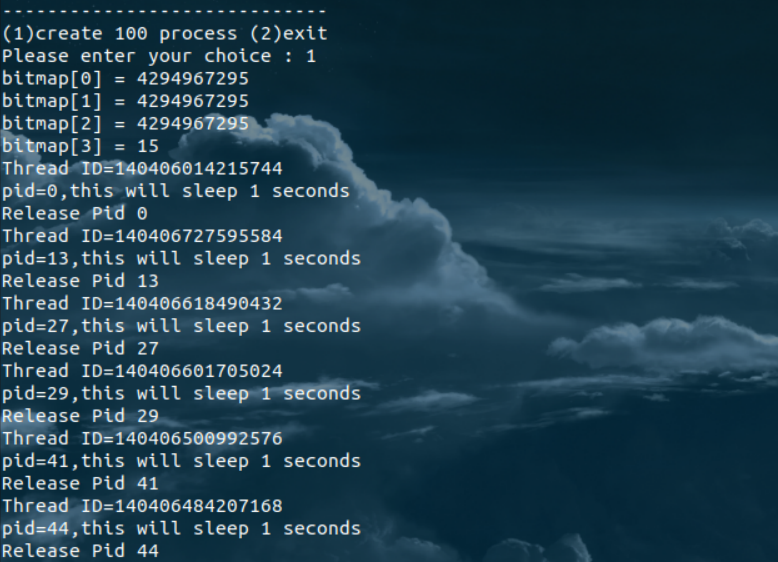 -----------------------------
(1)create 100 process (2)exit
Please enter your choice : 1
bitmap[0] = 4294967295
bitmap[1] = 4294967295
bitmap[2] = 4294967295
bitmap[3] = 15
Thread ID=140406014215744
pid=0,this will sleep 1 seconds
Release Pid 0
Thread ID=140406727595584
pid=13,this will sleep 1 seconds
Release Pid 13
Thread ID=140406618490432
pid=27,this will sleep 1 seconds
Release Pid 27
Thread ID=140406601705024
pid=29,this will sleep 1 seconds
Release Pid 29
Thread ID=140406500992576
pid=41,this will sleep 1 seconds
Release Pid 41
Thread ID=140406484207168
pid=44,this will sleep 1 seconds
Release Pid 44